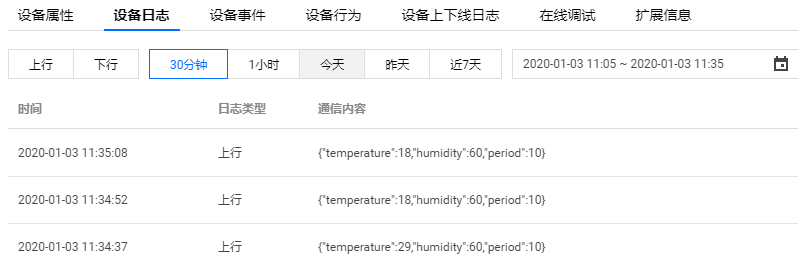 设备属性 设备日志 设备事件 设备行为 设备上下线日志 在线调试 扩展信息
上行 下行 30分钟 1小时 今天 昨天 近7天 2020-01-03 11:05 ~ 2020-01-03 11:35
时间 日志类型 通信内容
2020-01-03 11:35:08 上行 {"temperature":18,"humidity":60,"period":10}
2020-01-03 11:34:52 上行 {"temperature":18,"humidity":60,"period":10}
2020-01-03 11:34:37 上行 {"temperature":29,"humidity":60,"period":10}